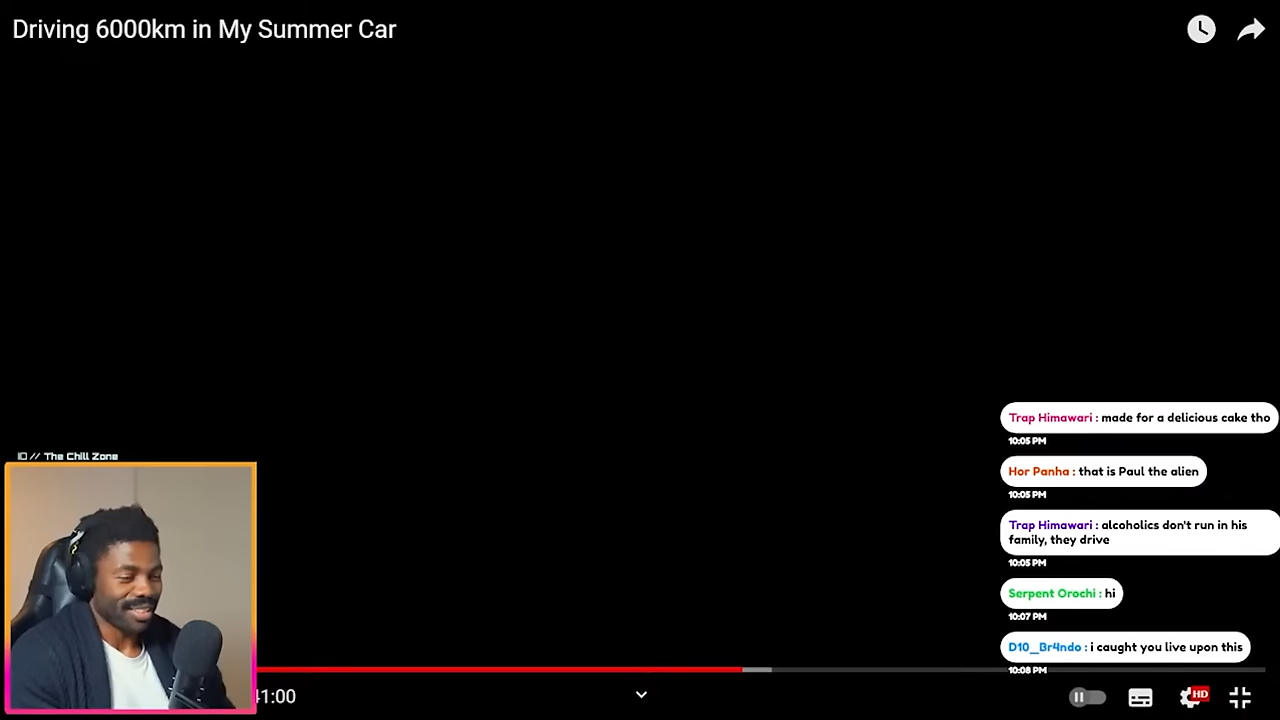 Driving 6000km in My Summer Car
Trap Himawari : made for a delicious cake tho
10:05 PM
Hor Panha : that is Paul the alien
10:05 PM
Trap Himawari : alcoholics don't run in his
family, they drive
10:05 PM
Serpent Orochi : hi
10:07 PM
D10_Br4ndo : i caught you live upon this
10:08 PM
// The Chill Zone
41:00
HD